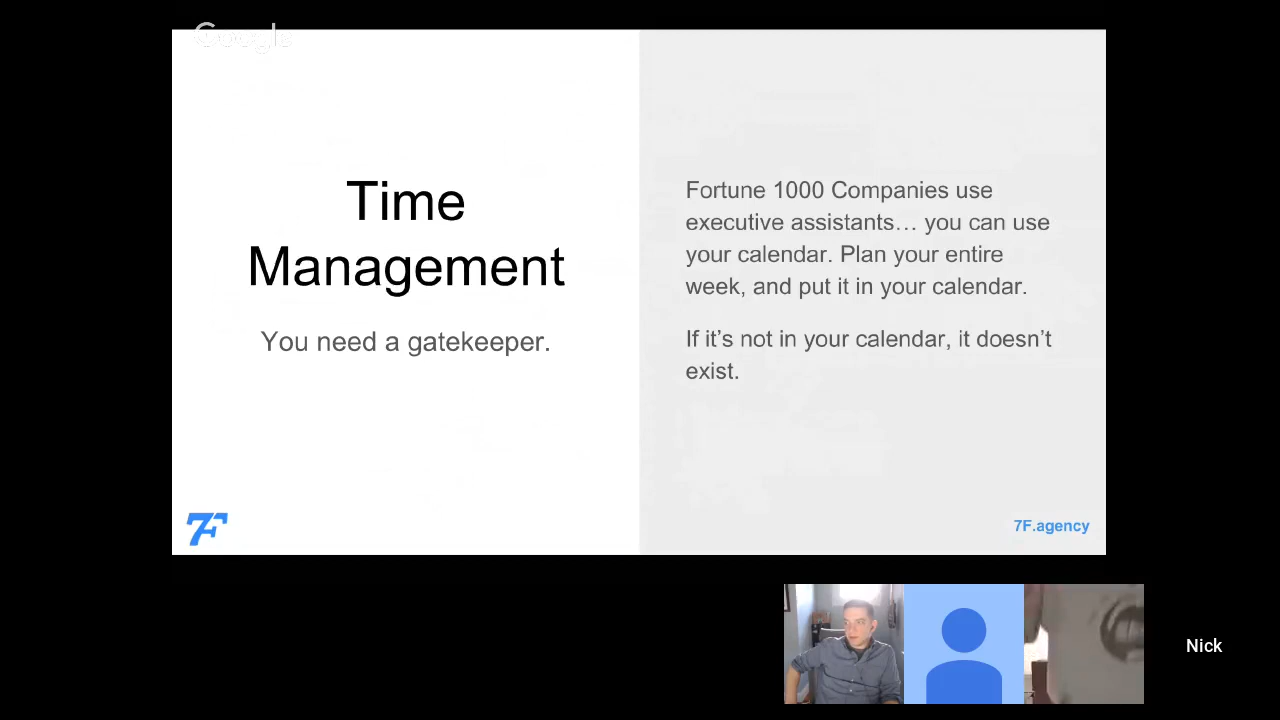 Google
Time
Management
You need a gatekeeper.
Fortune 1000 Companies use
executive assistants… you can use
your calendar. Plan your entire
week, and put it in your calendar.
If it’s not in your calendar, it doesn’t
exist.
7F
7F.agency
Nick